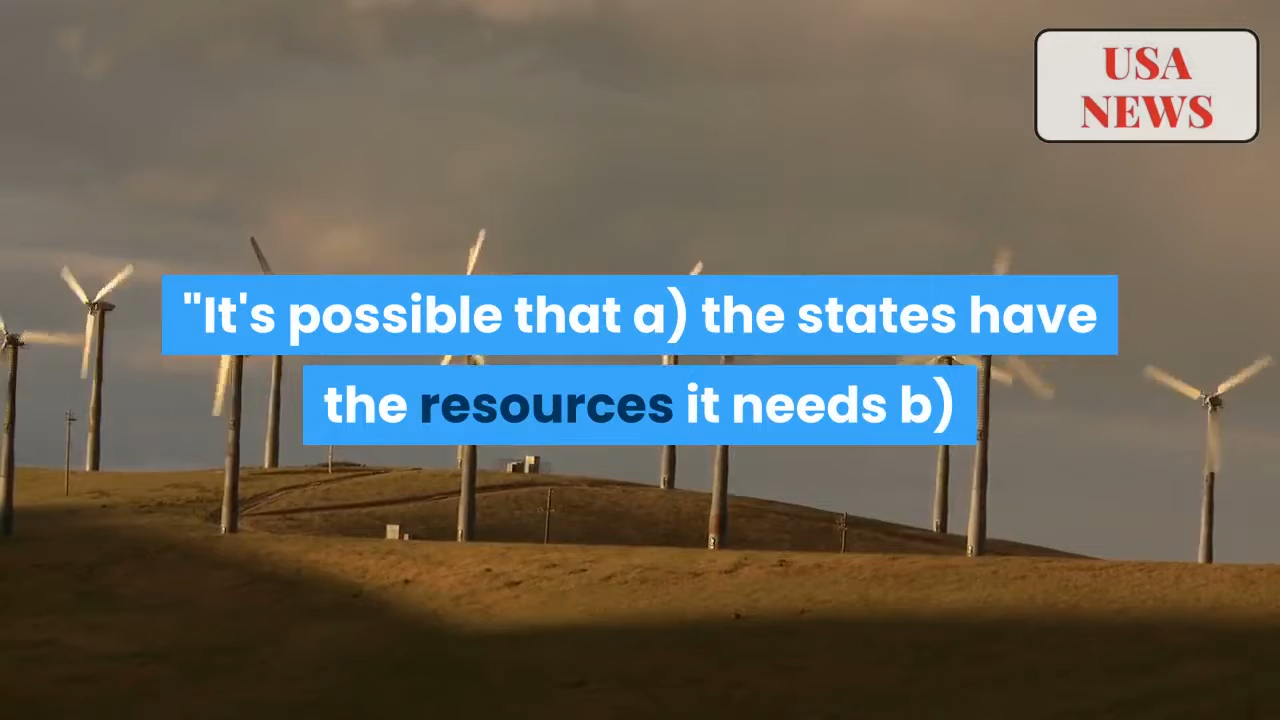 USA
NEWS
"It's possible that a) the states have
the resources it needs b)